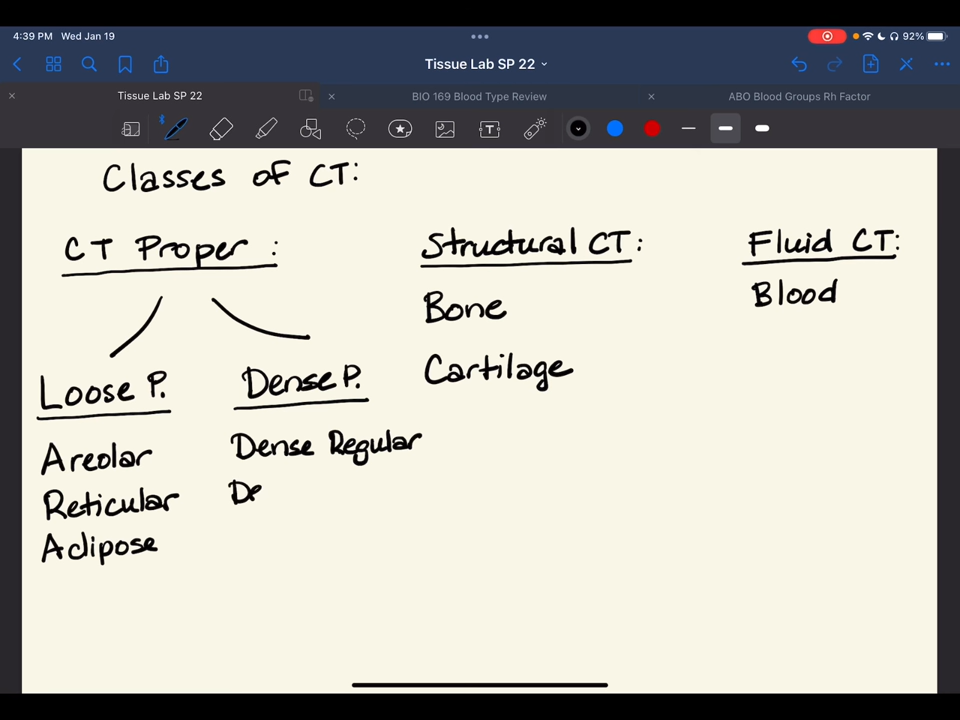 4:39 PM Wed Jan 19
92%
Tissue Lab SP 22
Tissue Lab SP 22
BIO 169 Blood Type Review
ABO Blood Groups Rh Factor
Classes of CT:
CT Proper:
Structural CT:
Fluid CT:
Bone
Blood
Cartilage
Loose P.
Dense P.
Areolar
Dense Regular
Reticular
De
Adipose